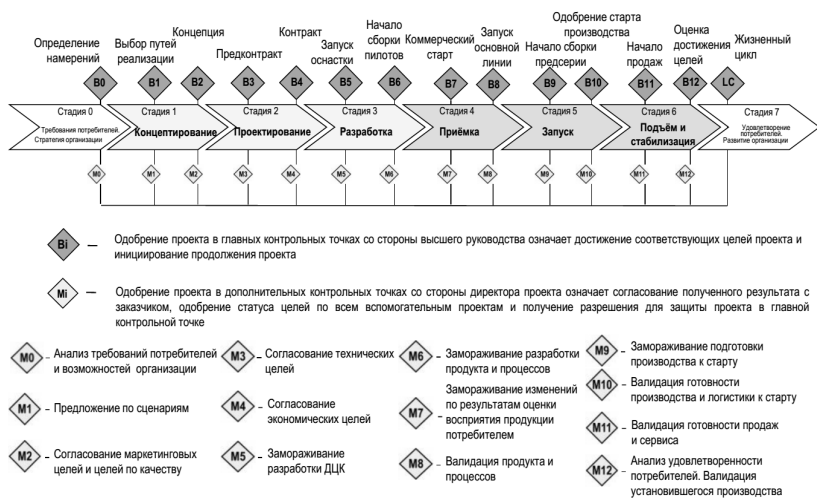 Определение
намерений
Выбор путей
реализации
Концепция
Предконтракт
Контракт
Запуск
оснастки
Начало
сборки
пилотов
Коммерческий
старт
Запуск
основной
линии
Одобрение старта
производства
Начало сборки
предсерии
Начало
продаж
Оценка
достижения
целей
Жизненный
цикл
B0 B1 B2 B3 B4 B5 B6 B7 B8 B9 B10 B11 B12 LC
Стадия 0
Требования потребителей.
Стратегия организации
Стадия 1
Концептирование
Стадия 2
Проектирование
Стадия 3
Разработка
Стадия 4
Приёмка
Стадия 5
Запуск
Стадия 6
Подъём и
стабилизация
Стадия 7
Удовлетворение
потребителей.
Развитие организации
M0 M1 M2 M3 M4 M5 M6 M7 M8 M9 M10 M11 M12
Bi – Одобрение проекта в главных контрольных точках со стороны высшего руководства означает достижение соответствующих целей проекта и
инициирование продолжения проекта
Mi – Одобрение проекта в дополнительных контрольных точках со стороны директора проекта означает согласование полученного результата с
заказчиком, одобрение статуса целей по всем вспомогательным проектам и получение разрешения для защиты проекта в главной
контрольной точке
M0 - Анализ требований потребителей
и возможностей организации
M1 - Предложение по сценариям
M2 - Согласование маркетинговых
целей и целей по качеству
M3 - Согласование технических
целей
M4 - Согласование
экономических целей
M5 - Замораживание
разработки ДЦК
M6 - Замораживание разработки
продукта и процессов
M7 - Замораживание изменений
по результатам оценки
восприятия продукции
потребителем
M8 - Валидация продукта и
процессов
M9 - Замораживание подготовки
производства к старту
M10 - Валидация готовности
производства и логистики к старту
M11 - Валидация готовности продаж
и сервиса
M12 - Анализ удовлетворенности
потребителей. Валидация
установившегося производства